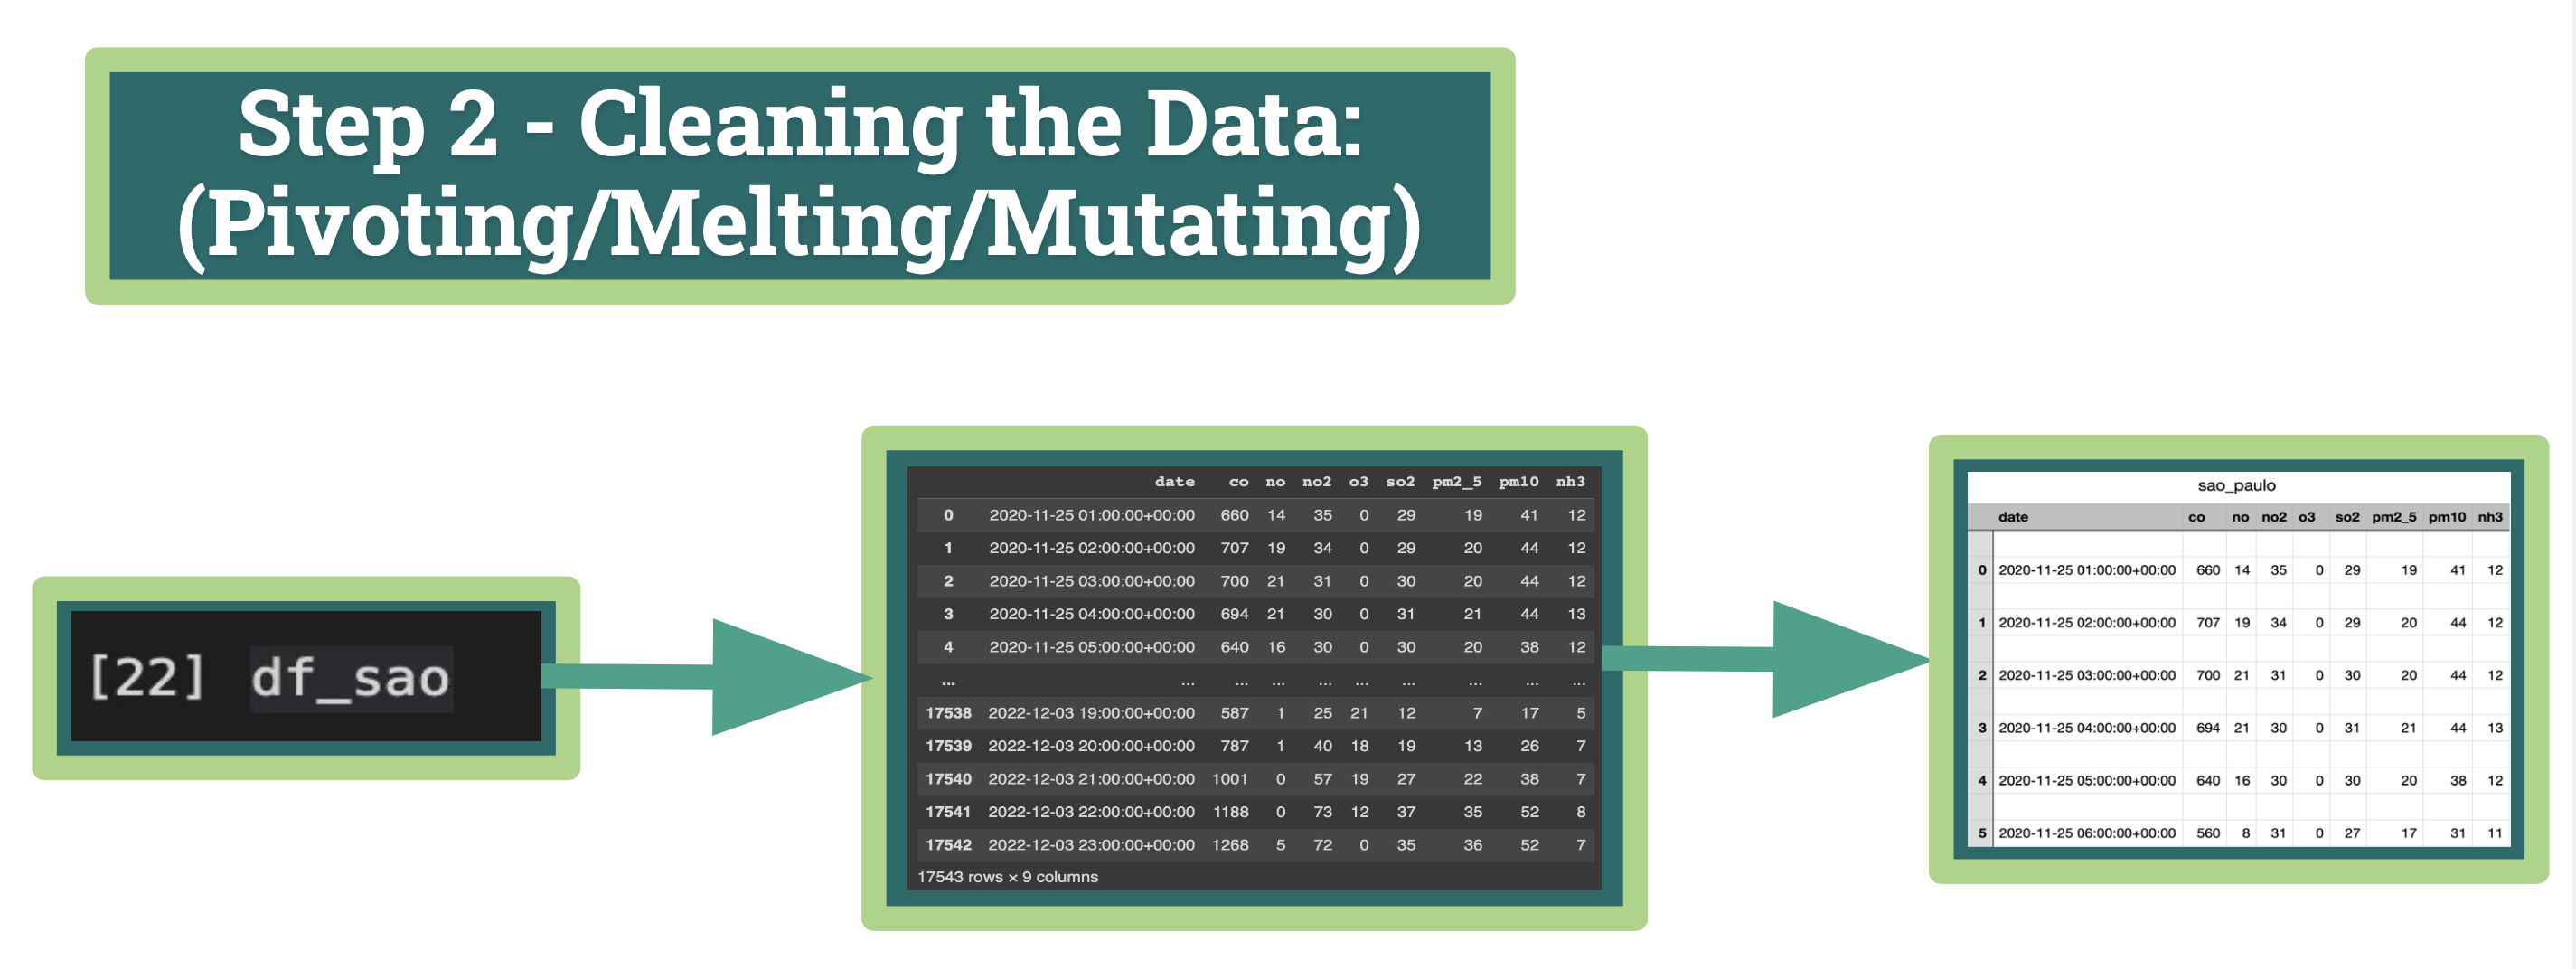 Step 2 - Cleaning the Data:
(Pivoting/Melting/Mutating)
[22] df_sao
date co no no2 o3 so2 pm2_5 pm10 nh3
0 2020-11-25 01:00:00+00:00 660 14 35 0 29 19 41 12
1 2020-11-25 02:00:00+00:00 707 19 34 0 29 20 44 12
2 2020-11-25 03:00:00+00:00 700 21 31 0 30 20 44 12
3 2020-11-25 04:00:00+00:00 694 21 30 0 31 21 44 13
4 2020-11-25 05:00:00+00:00 640 16 30 0 30 20 38 12
... ... ... ... ... ... ... ... ... ...
17538 2022-12-03 19:00:00+00:00 587 1 25 21 12 7 17 5
17539 2022-12-03 20:00:00+00:00 787 1 40 18 19 13 26 7
17540 2022-12-03 21:00:00+00:00 1001 0 57 19 27 22 38 7
17541 2022-12-03 22:00:00+00:00 1188 0 73 12 37 35 52 8
17542 2022-12-03 23:00:00+00:00 1268 5 72 0 35 36 52 7
17543 rows × 9 columns
sao_paulo
date co no no2 o3 so2 pm2_5 pm10 nh3
0 2020-11-25 01:00:00+00:00 660 14 35 0 29 19 41 12
1 2020-11-25 02:00:00+00:00 707 19 34 0 29 20 44 12
2 2020-11-25 03:00:00+00:00 700 21 31 0 30 20 44 12
3 2020-11-25 04:00:00+00:00 694 21 30 0 31 21 44 13
4 2020-11-25 05:00:00+00:00 640 16 30 0 30 20 38 12
5 2020-11-25 06:00:00+00:00 560 8 31 0 27 17 31 11